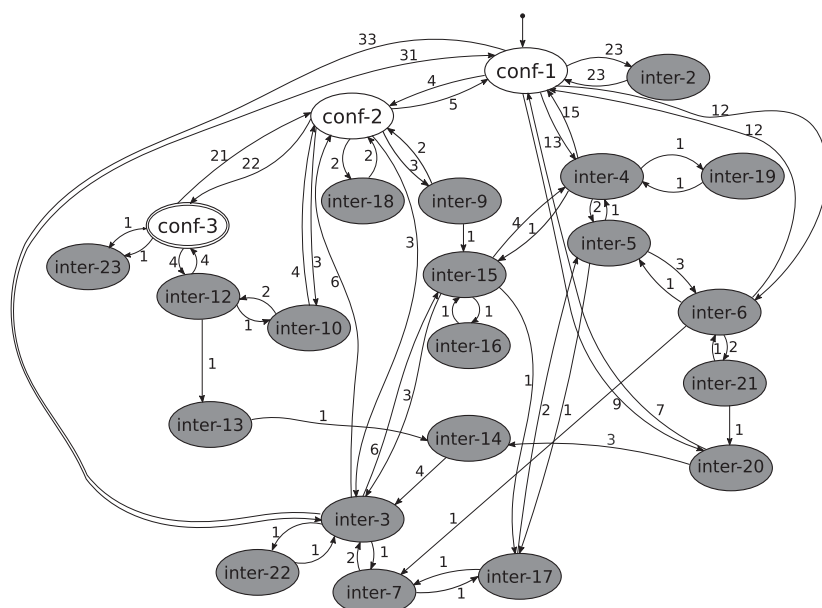 33
31
23
conf-1
23
inter-2
4
5
12
conf-2
15
12
13
21
22
2
2
3
2
1
inter-4
inter-19
1
inter-18
inter-9
1
conf-3
4
1
2
1
1
3
inter-5
1
inter-23
4
4
6
inter-15
3
4
3
1
inter-12
2
1
inter-10
1
1
inter-6
inter-16
1
2
1
1
inter-21
3
2
1
9
7
inter-13
1
inter-14
1
6
3
4
inter-20
1
inter-3
1
1
1
2
1
inter-22
inter-7
1
1
inter-17